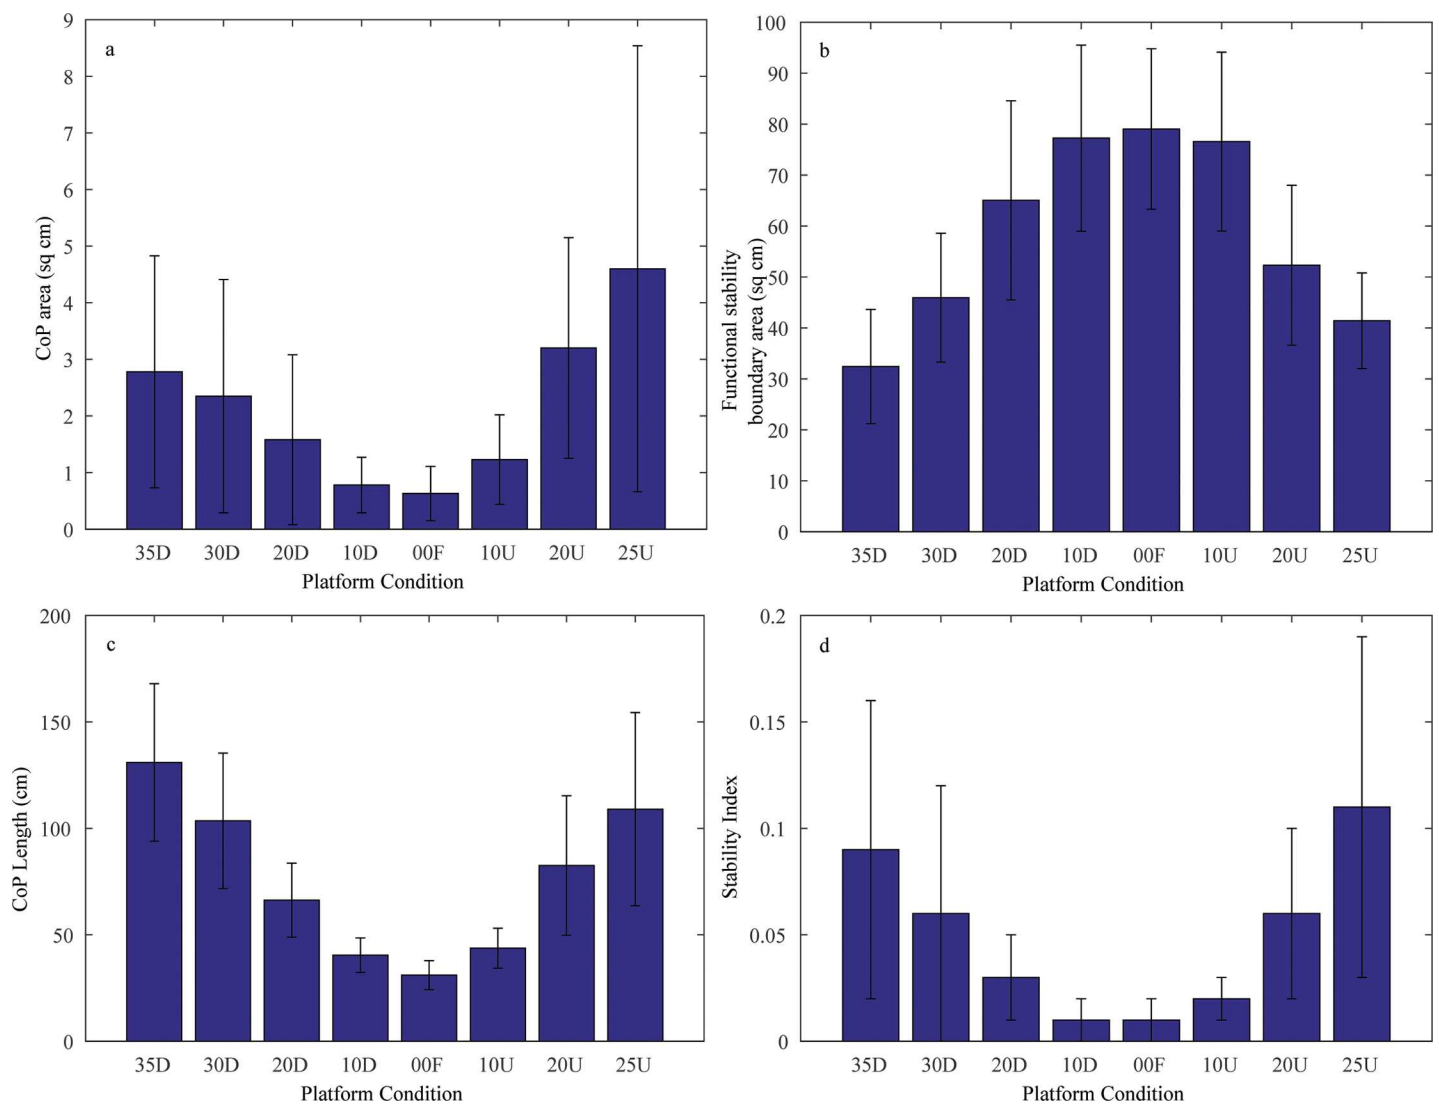 a
CoP area (sq cm)
9
8
7
6
5
4
3
2
1
0
35D 30D 20D 10D 00F 10U 20U 25U
Platform Condition
b
Functional stability
boundary area (sq cm)
100
90
80
70
60
50
40
30
20
10
0
35D 30D 20D 10D 00F 10U 20U 25U
Platform Condition
c
CoP Length (cm)
200
150
100
50
0
35D 30D 20D 10D 00F 10U 20U 25U
Platform Condition
d
Stability Index
0.2
0.15
0.1
0.05
0
35D 30D 20D 10D 00F 10U 20U 25U
Platform Condition